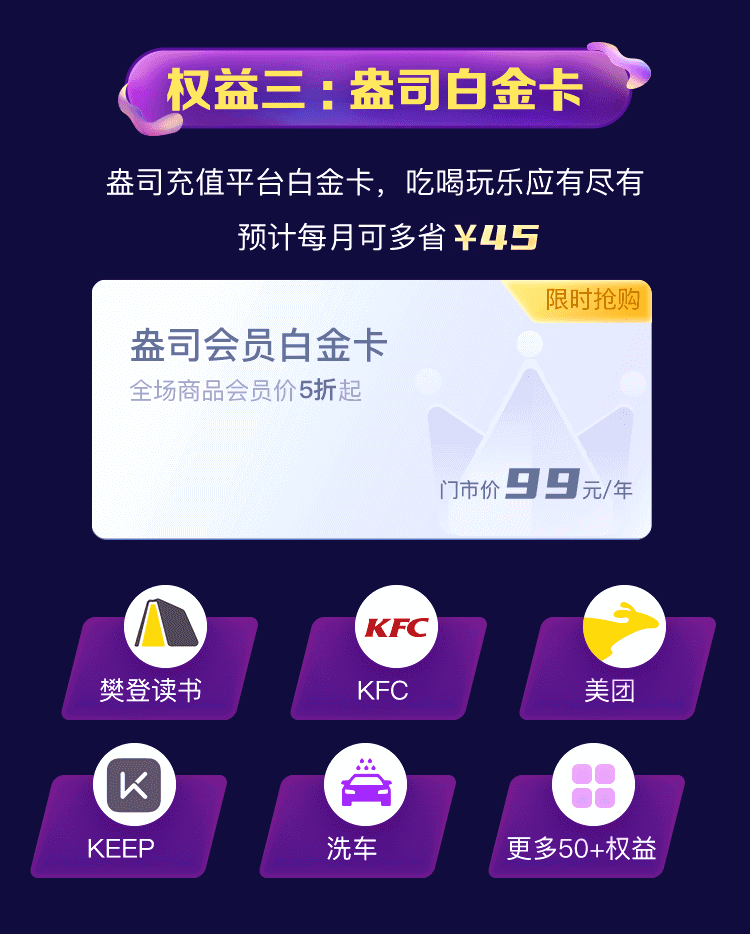 权益三：盎司白金卡
盎司充值平台白金卡，吃喝玩乐应有尽有
预计每月可多省¥45
限时抢购
盎司会员白金卡
全场商品会员价5折起
门市价99元/年
KFC
樊登读书
KFC
美团
KEEP
洗车
更多50+权益